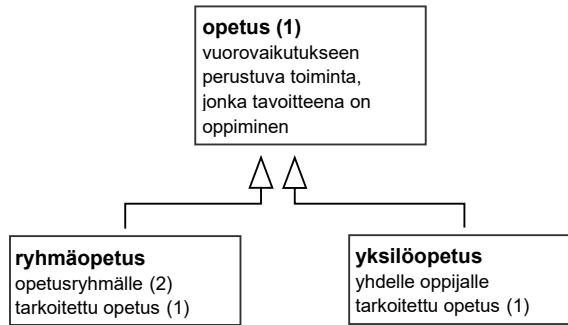 opetus (1)
vuorovaikutukseen
perustuva toiminta,
jonka tavoitteena on
oppiminen
ryhmäopetus
opetusryhmälle (2)
tarkoitettu opetus (1)
yksilöopetus
yhdelle oppijalle
tarkoitettu opetus (1)